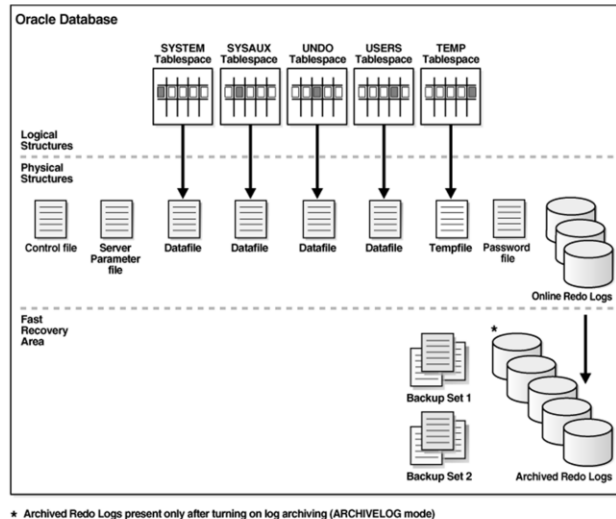 Oracle Database
SYSTEM
Tablespace
SYSAUX
Tablespace
UNDO
Tablespace
USERS
Tablespace
TEMP
Tablespace
Logical
Structures
Physical
Structures
Control file
Server
Parameter
file
Datafile
Datafile
Datafile
Datafile
Tempfile
Password
file
Online Redo Logs
Fast
Recovery
Area
*
Backup Set 1
Backup Set 2
Archived Redo Logs
* Archived Redo Logs present only after turning on log archiving (ARCHIVELOG mode)